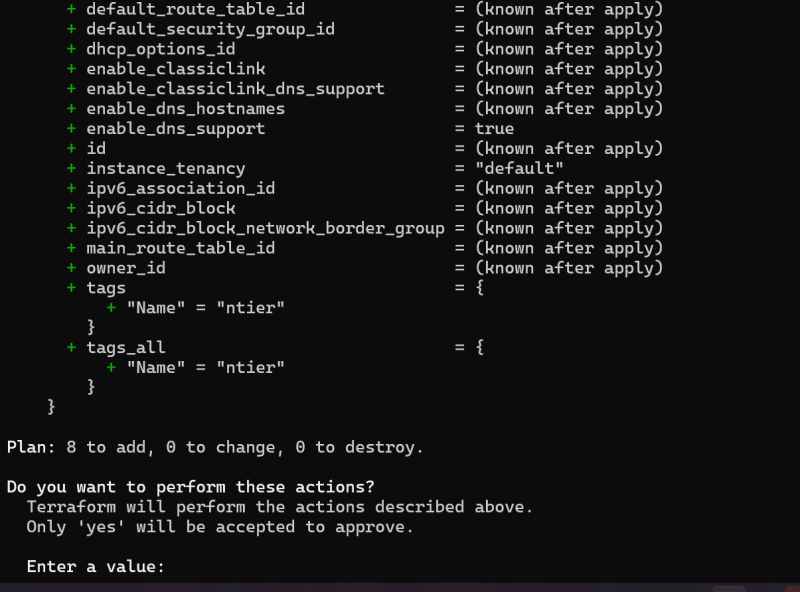 + default_route_table_id = (known after apply)
+ default_security_group_id = (known after apply)
+ dhcp_options_id = (known after apply)
+ enable_classiclink = (known after apply)
+ enable_classiclink_dns_support = (known after apply)
+ enable_dns_hostnames = (known after apply)
+ enable_dns_support = true
+ id = (known after apply)
+ instance_tenancy = "default"
+ ipv6_association_id = (known after apply)
+ ipv6_cidr_block = (known after apply)
+ ipv6_cidr_block_network_border_group = (known after apply)
+ main_route_table_id = (known after apply)
+ owner_id = (known after apply)
+ tags = {
+ "Name" = "ntier"
}
+ tags_all = {
+ "Name" = "ntier"
}
}
Plan: 8 to add, 0 to change, 0 to destroy.
Do you want to perform these actions?
Terraform will perform the actions described above.
Only 'yes' will be accepted to approve.
Enter a value: